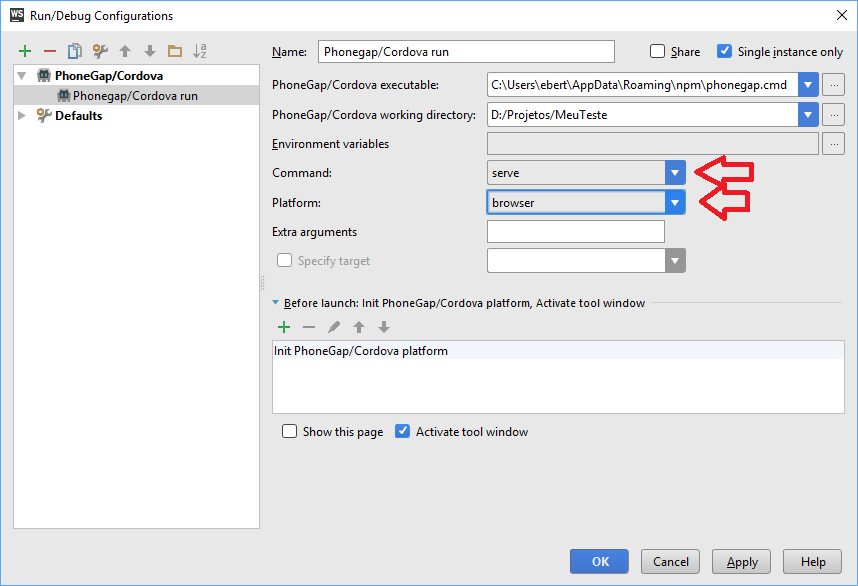 WS Run/Debug Configurations
Name: Phonegap/Cordova run Share Single instance only
PhoneGap/Cordova
Phonegap/Cordova run
Defaults
PhoneGap/Cordova executable: C:\Users\ebert\AppData\Roaming\npm\phonegap.cmd ...
PhoneGap/Cordova working directory: D:/Projetos/MeuTeste ...
Environment variables ...
Command: serve
Platform: browser
Extra arguments
Specify target
Before launch: Init PhoneGap/Cordova platform, Activate tool window
Init PhoneGap/Cordova platform
Show this page Activate tool window
OK Cancel Apply Help